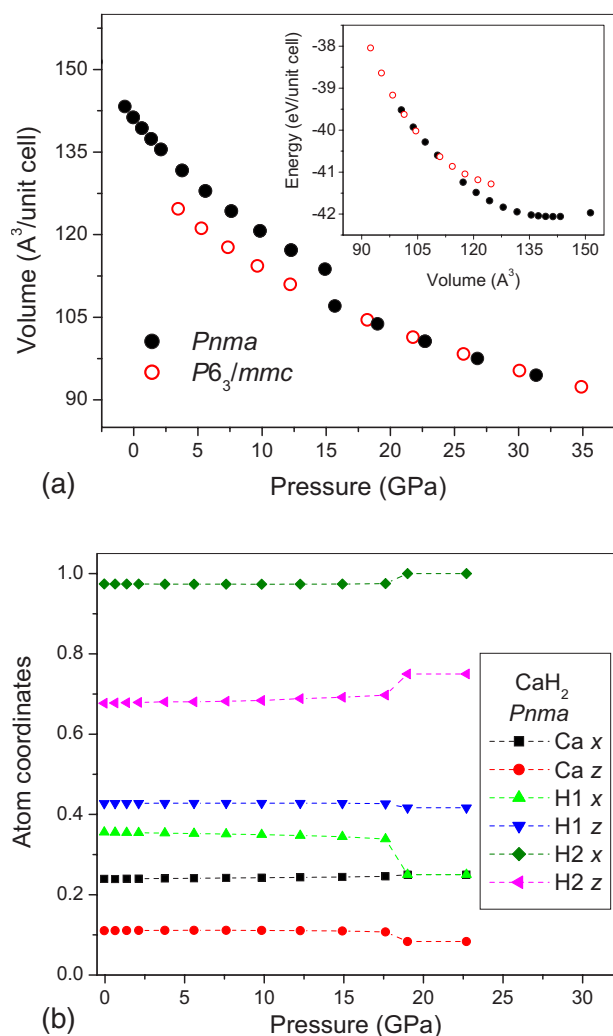 (a)
Volume (Å³/unit cell)
150
135
120
105
90
0 5 10 15 20 25 30 35
Pressure (GPa)
Pnma
P6₃/mmc
Energy (eV/unit cell)
-38
-39
-40
-41
-42
90 105 120 135 150
Volume (Å³)
(b)
Atom coordinates
1.0
0.8
0.6
0.4
0.2
0.0
0 5 10 15 20 25 30
Pressure (GPa)
CaH₂
Pnma
Ca x
Ca z
H1 x
H1 z
H2 x
H2 z